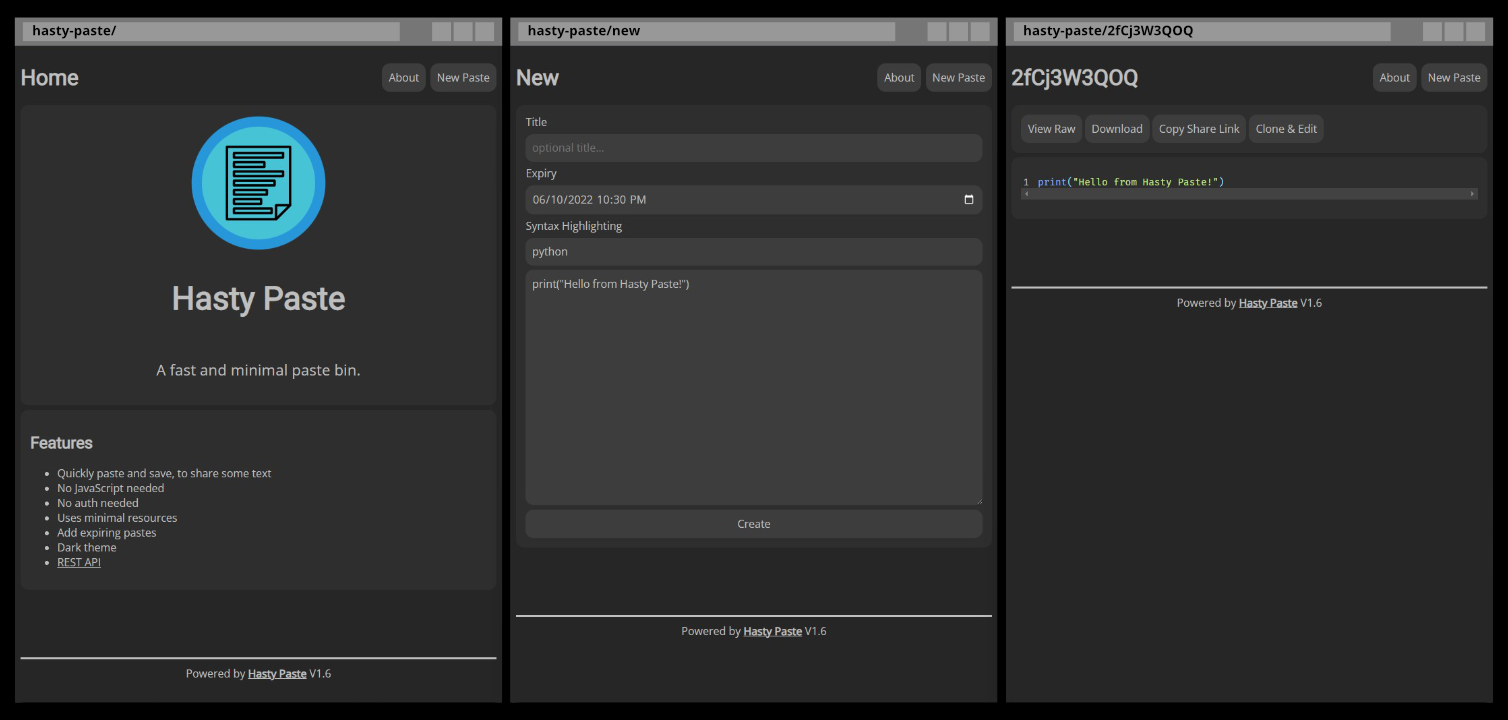 hasty-paste/
Home
About
New Paste
Hasty Paste
A fast and minimal paste bin.
Features
Quickly paste and save, to share some text
No JavaScript needed
No auth needed
Uses minimal resources
Add expiring pastes
Dark theme
REST API
Powered by Hasty Paste V1.6
hasty-paste/new
New
About
New Paste
Title
optional title...
Expiry
06/10/2022 10:30 PM
Syntax Highlighting
python
print("Hello from Hasty Paste!")
Create
Powered by Hasty Paste V1.6
hasty-paste/2fCj3W3QOQ
2fCj3W3QOQ
About
New Paste
View Raw
Download
Copy Share Link
Clone & Edit
1 print("Hello from Hasty Paste!")
Powered by Hasty Paste V1.6